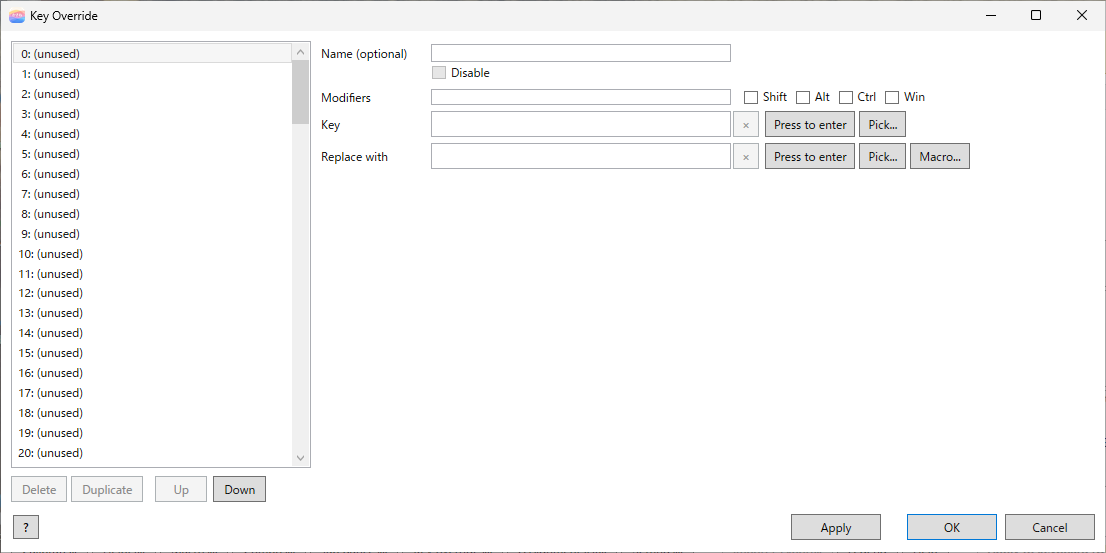 Key Override
0: (unused)
1: (unused)
2: (unused)
3: (unused)
4: (unused)
5: (unused)
6: (unused)
7: (unused)
8: (unused)
9: (unused)
10: (unused)
11: (unused)
12: (unused)
13: (unused)
14: (unused)
15: (unused)
16: (unused)
17: (unused)
18: (unused)
19: (unused)
20: (unused)
Delete Duplicate Up Down
?
Name (optional)
Disable
Modifiers Shift Alt Ctrl Win
Key × Press to enter Pick...
Replace with × Press to enter Pick... Macro...
Apply OK Cancel